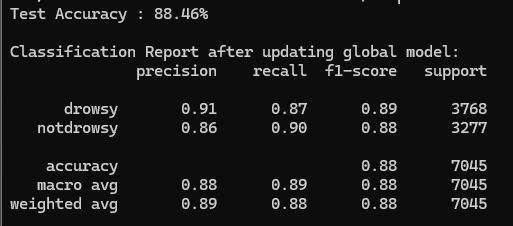 Test Accuracy : 88.46%
Classification Report after updating global model:
precision recall f1-score support
drowsy 0.91 0.87 0.89 3768
notdrowsy 0.86 0.90 0.88 3277
accuracy 0.88 7045
macro avg 0.88 0.89 0.88 7045
weighted avg 0.89 0.88 0.88 7045